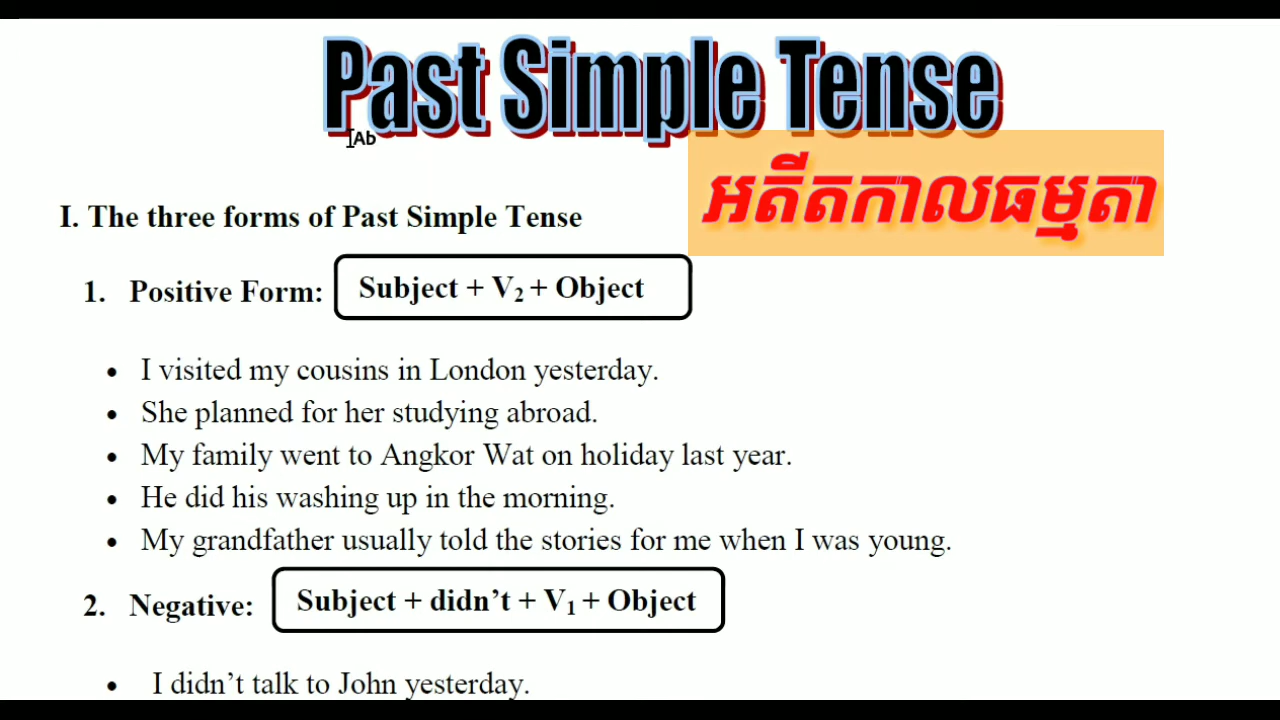 Past Simple Tense
Ab
អតីតកាលធម្មតា
I. The three forms of Past Simple Tense
1. Positive Form: Subject + V₂ + Object
• I visited my cousins in London yesterday.
• She planned for her studying abroad.
• My family went to Angkor Wat on holiday last year.
• He did his washing up in the morning.
• My grandfather usually told the stories for me when I was young.
2. Negative: Subject + didn’t + V₁ + Object
• I didn’t talk to John yesterday.